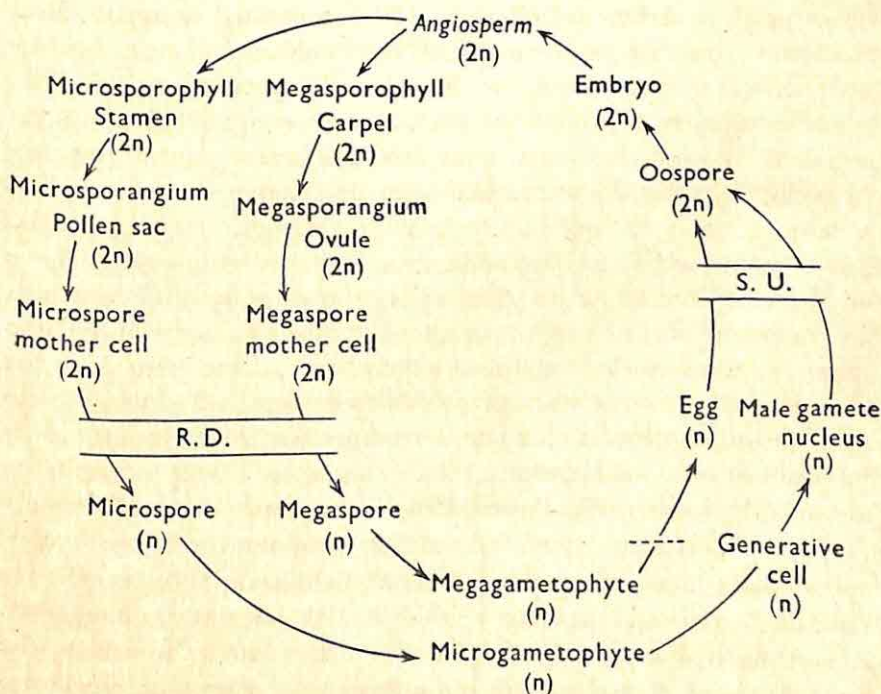 Angiosperm
(2n)
Microsporophyll
Stamen
(2n)
Megasporophyll
Carpel
(2n)
Embryo
(2n)
Microsporangium
Pollen sac
(2n)
Megasporangium
Ovule
(2n)
Oospore
(2n)
Microspore
mother cell
(2n)
Megaspore
mother cell
(2n)
S. U.
R.D.
Egg
(n)
Male gamete
nucleus
(n)
Microspore
(n)
Megaspore
(n)
Megagametophyte
(n)
Generative
cell
(n)
Microgametophyte
(n)